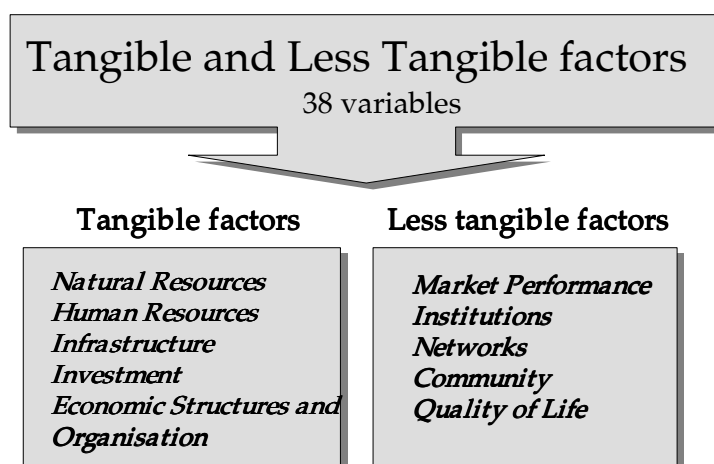 Tangible and Less Tangible factors
38 variables
Tangible factors
Natural Resources
Human Resources
Infrastructure
Investment
Economic Structures and
Organisation
Less tangible factors
Market Performance
Institutions
Networks
Community
Quality of Life